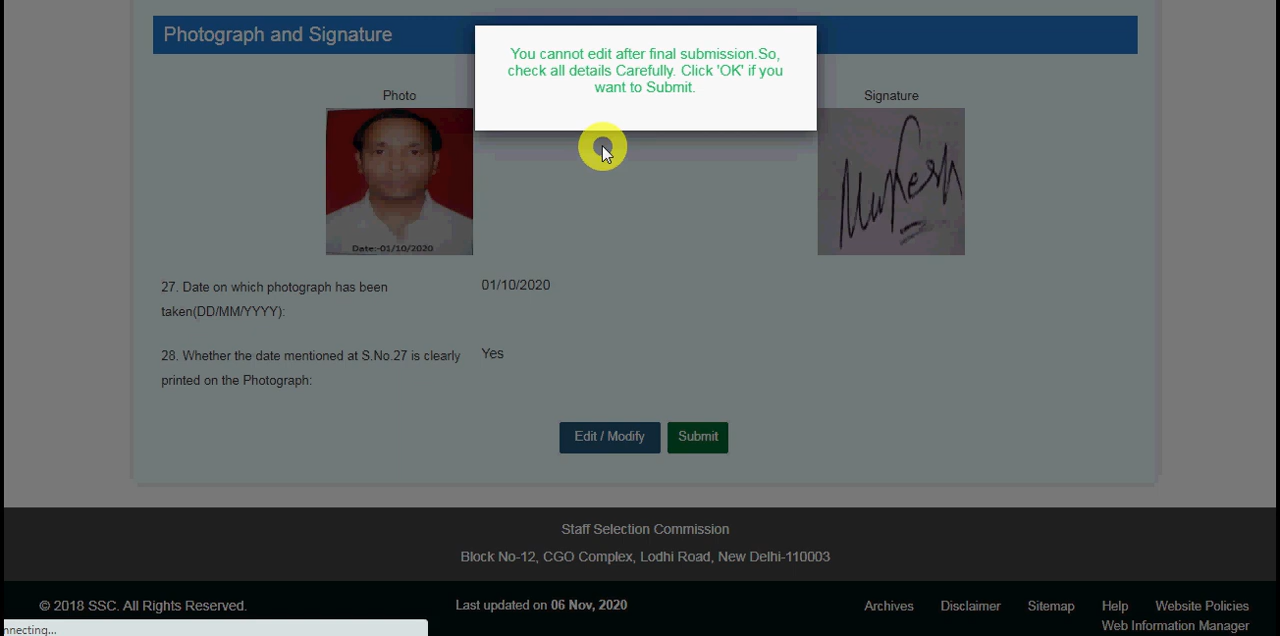 Photograph and Signature
You cannot edit after final submission.So,
check all details Carefully. Click 'OK' if you
want to Submit.
Photo
Signature
Date:-01/10/2020
Mukesh
27. Date on which photograph has been
taken(DD/MM/YYYY):
01/10/2020
28. Whether the date mentioned at S.No.27 is clearly
printed on the Photograph:
Yes
Edit / Modify
Submit
Staff Selection Commission
Block No-12, CGO Complex, Lodhi Road, New Delhi-110003
© 2018 SSC. All Rights Reserved.
Last updated on 06 Nov, 2020
Archives
Disclaimer
Sitemap
Help
Website Policies
Web Information Manager
nnecting...